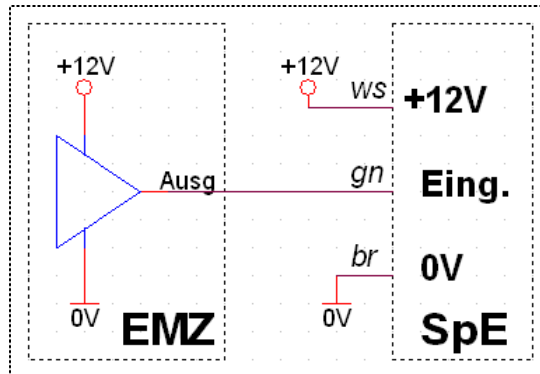 +12V
Ausg
0V
EMZ
+12V
ws
+12V
gn
Eing.
br
0V
0V
SpE